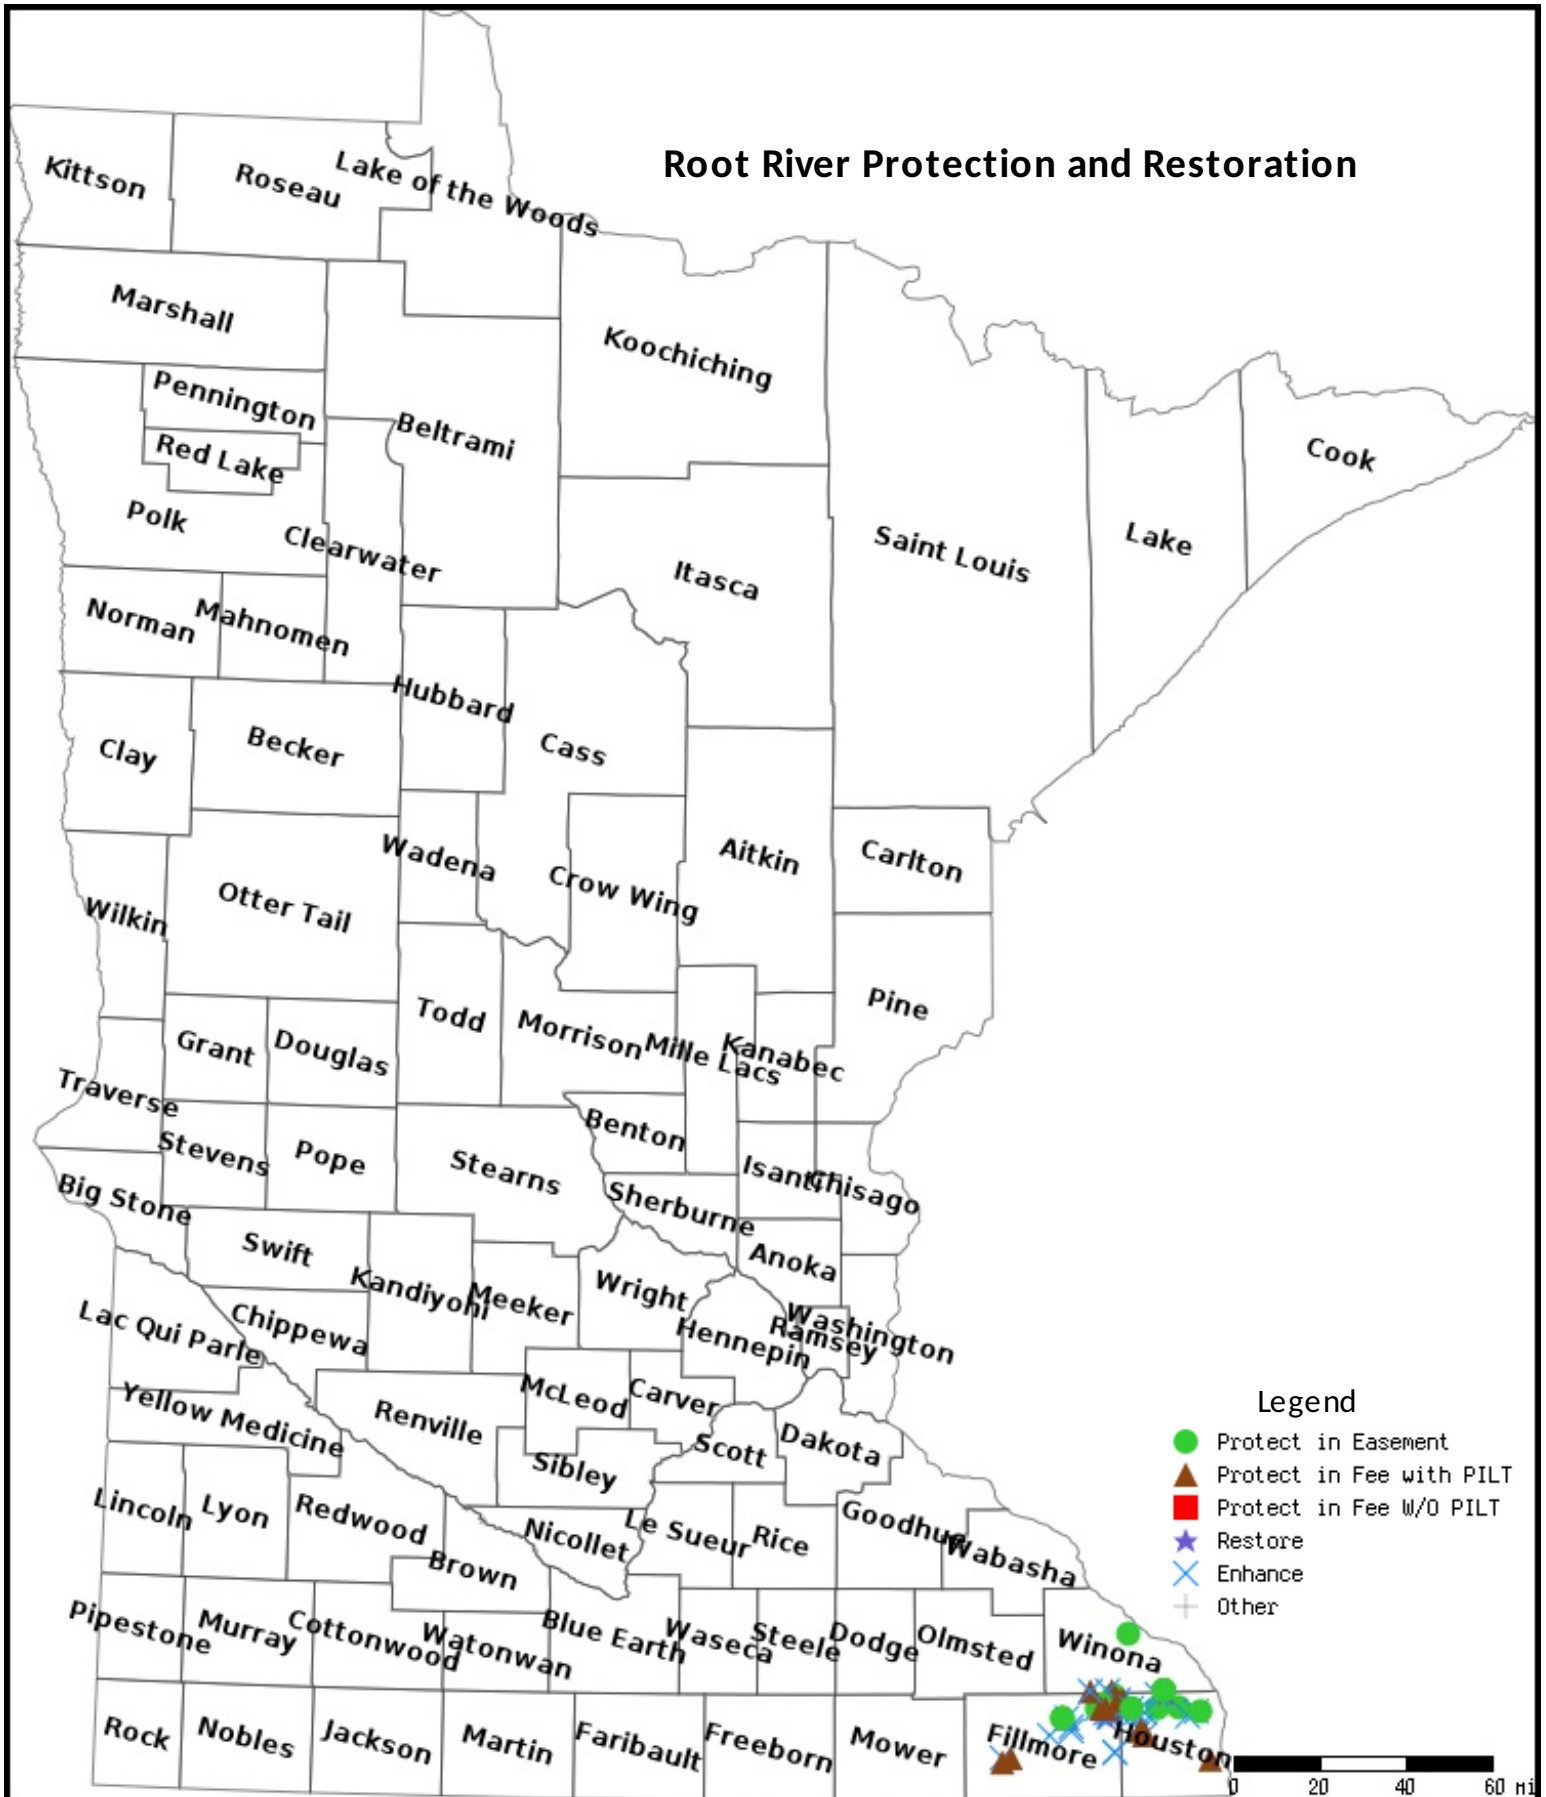 Root River Protection and Restoration
Kittson
Roseau
Lake of the Woods
Marshall
Koochiching
Pennington
Beltrami
Red Lake
Cook
Polk
Clearwater
Saint Louis
Lake
Itasca
Norman
Mahnomen
Hubbard
Clay
Becker
Cass
Wadena
Aitkin
Carlton
Crow Wing
Otter Tail
Wilkin
Todd
Pine
Morrison
Mille Lacs
Kanabec
Grant
Douglas
Traverse
Benton
Stevens
Pope
Stearns
Isanti
Chisago
Big Stone
Sherburne
Swift
Anoka
Kandiyohi
Meeker
Wright
Washington
Ramsey
Hennepin
Lac Qui Parle
Chippewa
McLeod
Carver
Yellow Medicine
Renville
Scott
Dakota
Sibley
Legend
Protect in Easement
Protect in Fee with PILT
Protect in Fee W/O PILT
Restore
Enhance
Other
Lincoln
Lyon
Redwood
Nicollet
Le Sueur
Rice
Goodhue
Wabasha
Brown
Pipestone
Murray
Cottonwood
Watonwan
Blue Earth
Waseca
Steele
Dodge
Olmsted
Winona
Rock
Nobles
Jackson
Martin
Faribault
Freeborn
Mower
Fillmore
Houston
0 20 40 60 mi